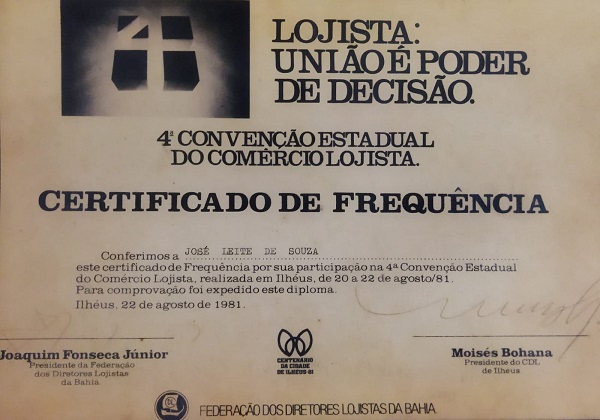 4
LOJISTA:
UNIÃO É PODER
DE DECISÃO.
4ª CONVENÇÃO ESTADUAL
DO COMÉRCIO LOJISTA.
CERTIFICADO DE FREQUÊNCIA
Conferimos a JOSÉ LEITE DE SOUZA
este certificado de Frequência por sua participação na 4ª Convenção Estadual
do Comércio Lojista, realizada em Ilhéus, de 20 a 22 de agosto/81.
Para comprovação foi expedido este diploma.
Ilhéus, 22 de agosto de 1981.
Joaquim Fonseca Júnior
Presidente da Federação
dos Diretores Lojistas
da Bahia
CENTENÁRIO
DA CIDADE
DE ILHÉUS-81
Moisés Bohana
Presidente do CDL
de Ilhéus
FEDERAÇÃO DOS DIRETORES LOJISTAS DA BAHIA